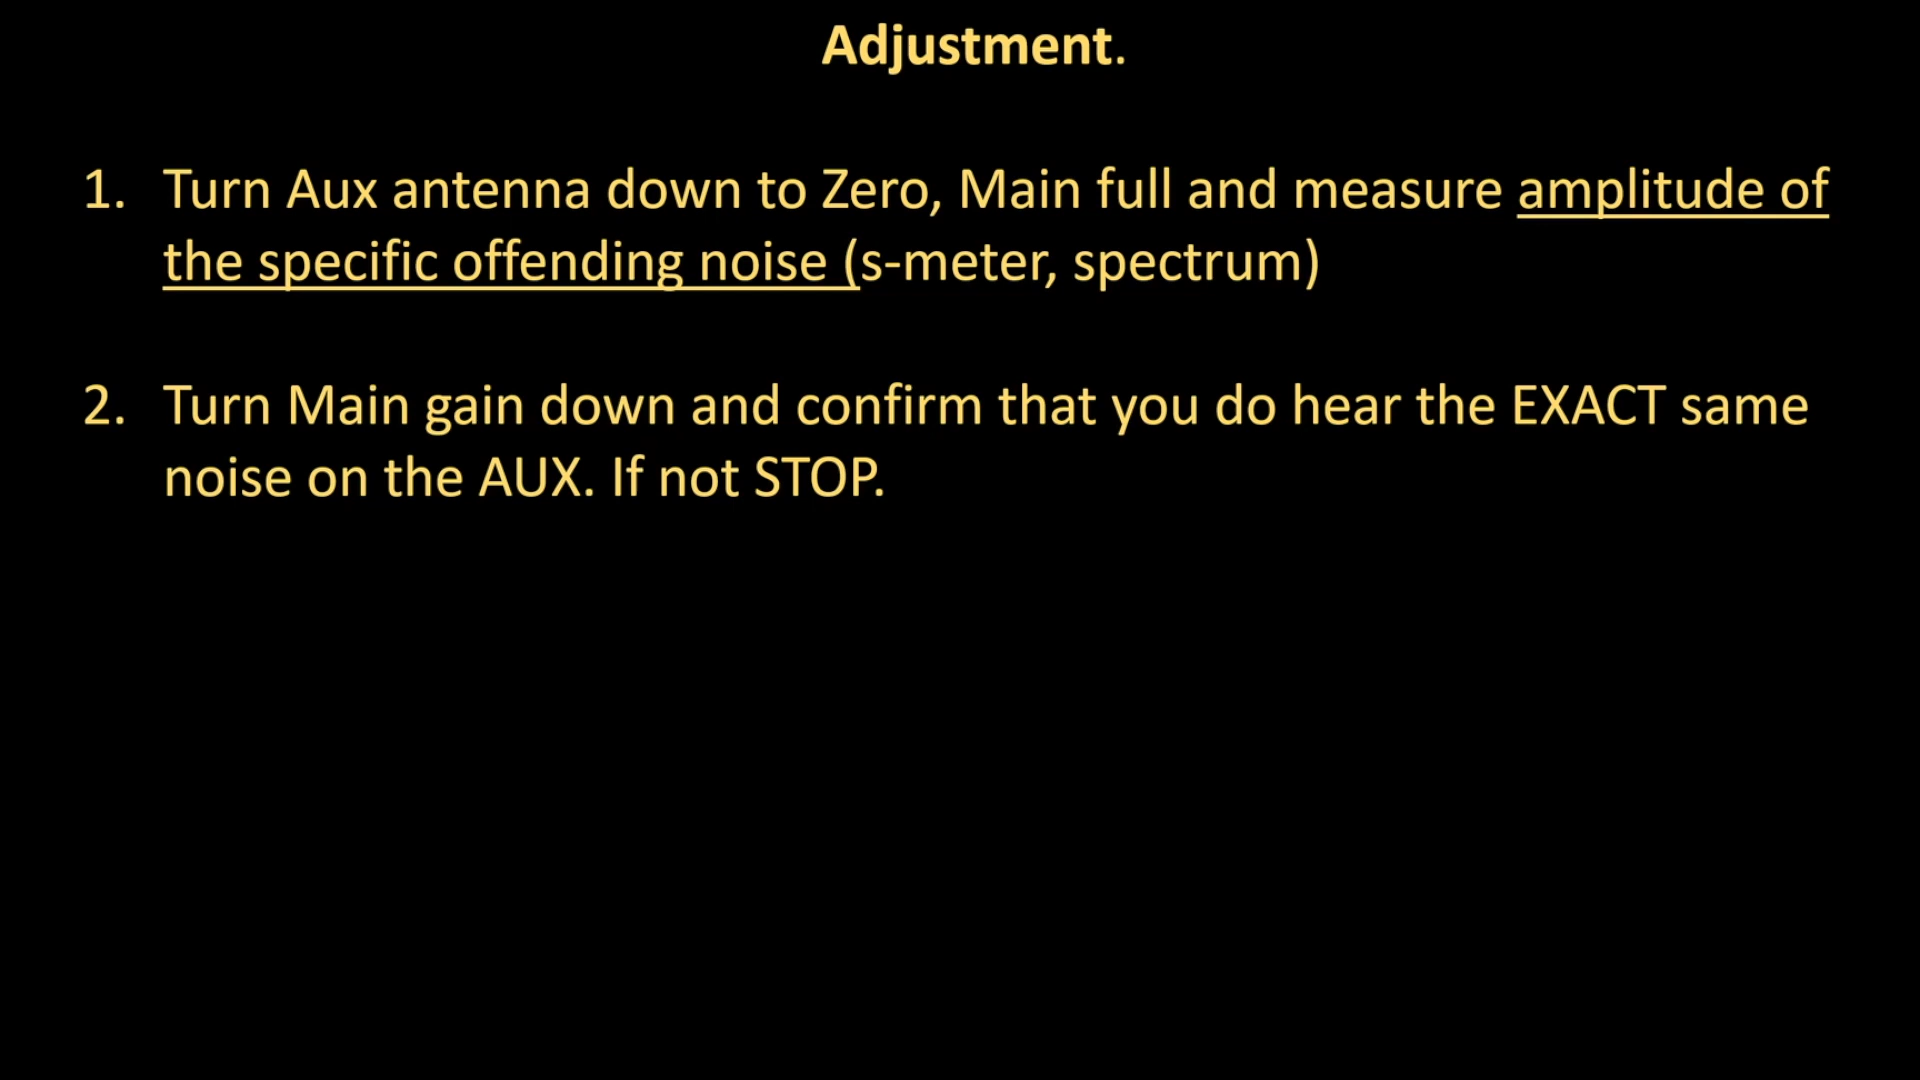 Adjustment.
1. Turn Aux antenna down to Zero, Main full and measure amplitude of
the specific offending noise (s-meter, spectrum)
2. Turn Main gain down and confirm that you do hear the EXACT same
noise on the AUX. If not STOP.